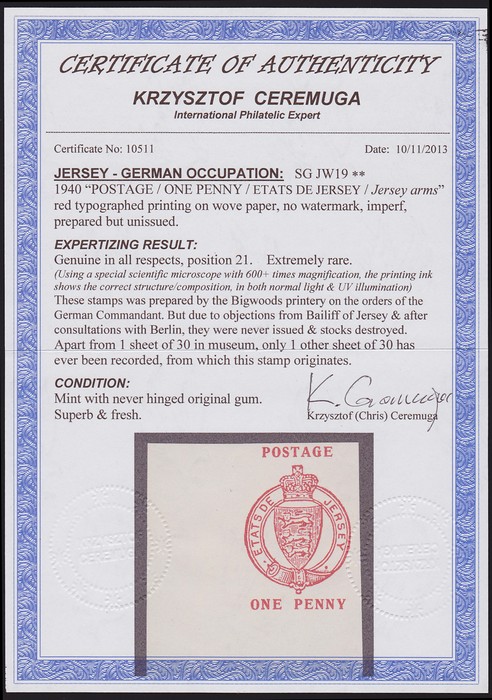 CERTIFICATE OF AUTHENTICITY
KRZYSZTOF CEREMUGA
International Philatelic Expert
Certificate No: 10511 Date: 10/11/2013
JERSEY - GERMAN OCCUPATION: SG JW19 **
1940 “POSTAGE / ONE PENNY / ETATS DE JERSEY / Jersey arms”
red typographed printing on wove paper, no watermark, imperf,
prepared but unissued.
EXPERTIZING RESULT:
Genuine in all respects, position 21. Extremely rare.
(Using a special scientific microscope with 600+ times magnification, the printing ink
shows the correct structure/composition, in both normal light & UV illumination)
These stamps was prepared by the Bigwoods printery on the orders of the
German Commandant. But due to objections from Bailiff of Jersey & after
consultations with Berlin, they were never issued & stocks destroyed.
Apart from 1 sheet of 30 in museum, only 1 other sheet of 30 has
ever been recorded, from which this stamp originates.
CONDITION:
Mint with never hinged original gum.
Superb & fresh.
K. Ceremuga
Krzysztof (Chris) Ceremuga
POSTAGE
ETATS DE JERSEY
ONE PENNY